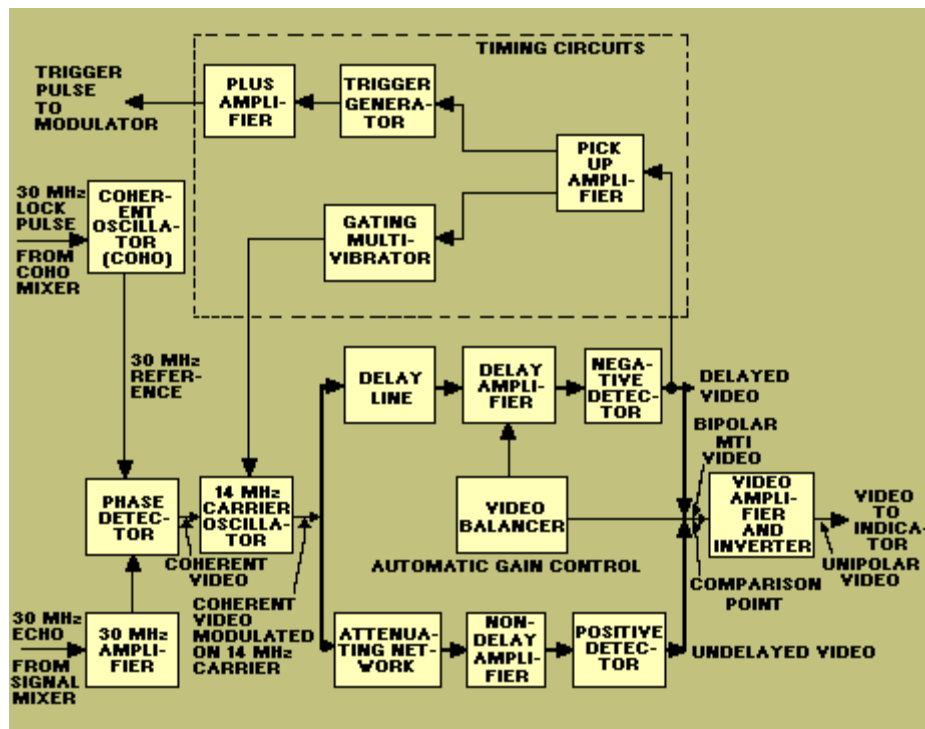 TIMING CIRCUITS
TRIGGER
PULSE
TO
MODULATOR
PLUS
AMPLI-
FIER
TRIGGER
GENERA-
TOR
PICK
UP
AMPLI-
FIER
30 MHz
LOCK
PULSE
FROM
COHO
MIXER
COHER-
ENT
OSCILLA-
TOR
(COHO)
GATING
MULTI-
VIBRATOR
30 MHz
REFER-
ENCE
DELAY
LINE
DELAY
AMPLI-
FIER
NEGA-
TIVE
DETEC-
TOR
DELAYED
VIDEO
BIPOLAR
MTI
VIDEO
PHASE
DETEC-
TOR
14 MHz
CARRIER
OSCILLA-
TOR
VIDEO
BALANCER
VIDEO
AMPLI-
FIER
AND
INVERTER
VIDEO
TO
INDICA-
TOR
COHERENT
VIDEO
AUTOMATIC GAIN CONTROL
UNIPOLAR
VIDEO
COMPARISON
POINT
COHERENT
VIDEO
MODULATED
ON 14 MHz
CARRIER
30 MHz
ECHO
FROM
SIGNAL
MIXER
30 MHz
AMPLI-
FIER
ATTENUA-
TING NET-
WORK
NON-
DELAY
AMPLI-
FIER
POSITIVE
DETEC-
TOR
UNDELAYED VIDEO